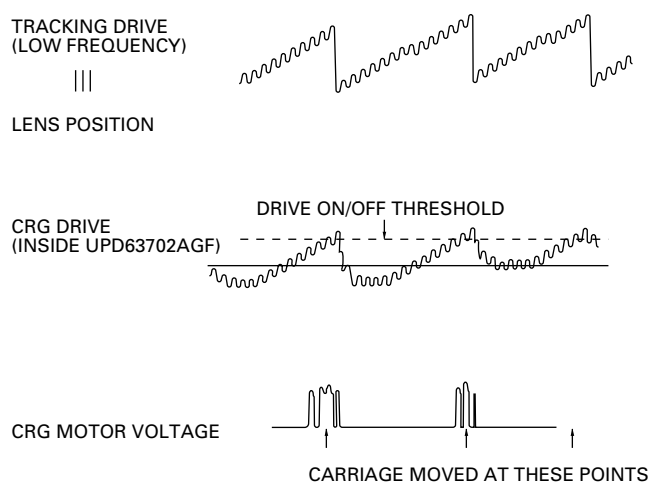 TRACKING DRIVE
(LOW FREQUENCY)
LENS POSITION
DRIVE ON/OFF THRESHOLD
CRG DRIVE
(INSIDE UPD63702AGF)
CRG MOTOR VOLTAGE
CARRIAGE MOVED AT THESE POINTS